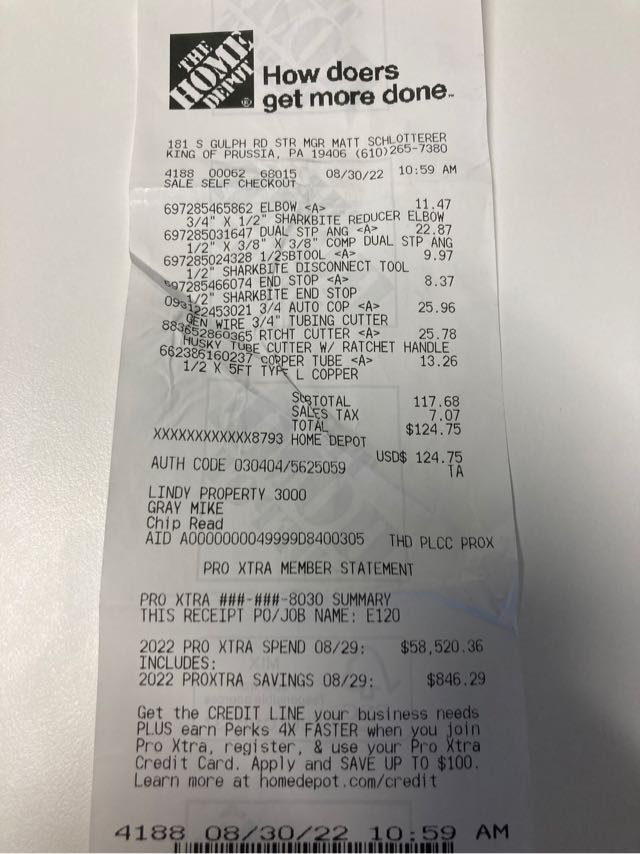 THE
HOME
DEPOT
®
How doers
get more done.™
181 S GULPH RD STR MGR MATT SCHLOTTERER
KING OF PRUSSIA, PA 19406 (610)265-7380
4188 00062 68015 08/30/22 10:59 AM
SALE SELF CHECKOUT
697285465862 ELBOW <A> 11.47
3/4" X 1/2" SHARKBITE REDUCER ELBOW
697285031647 DUAL STP ANG <A> 22.87
1/2" X 3/8" X 3/8" COMP DUAL STP ANG
697285024328 1/2SBTOOL <A> 9.97
1/2" SHARKBITE DISCONNECT TOOL
697285466074 END STOP <A> 8.37
1/2" SHARKBITE END STOP
093122453021 3/4 AUTO COP <A> 25.96
GEN WIRE 3/4" TUBING CUTTER
883652860365 RTCHT CUTTER <A> 25.78
HUSKY TUBE CUTTER W/ RATCHET HANDLE
662386160237 COPPER TUBE <A> 13.26
1/2 X 5FT TYPE L COPPER
SUBTOTAL 117.68
SALES TAX 7.07
TOTAL $124.75
XXXXXXXXXXXX8793 HOME DEPOT
USD$ 124.75
AUTH CODE 030404/5625059 TA
LINDY PROPERTY 3000
GRAY MIKE
Chip Read
AID A0000000049999D8400305 THD PLCC PROX
PRO XTRA MEMBER STATEMENT
PRO XTRA ###-###-8030 SUMMARY
THIS RECEIPT PO/JOB NAME: E120
2022 PRO XTRA SPEND 08/29: $58,520.36
INCLUDES:
2022 PROXTRA SAVINGS 08/29: $846.29
Get the CREDIT LINE your business needs
PLUS earn Perks 4X FASTER when you join
Pro Xtra, register, & use your Pro Xtra
Credit Card. Apply and SAVE UP TO $100.
Learn more at homedepot.com/credit
4188 08/30/22 10:59 AM